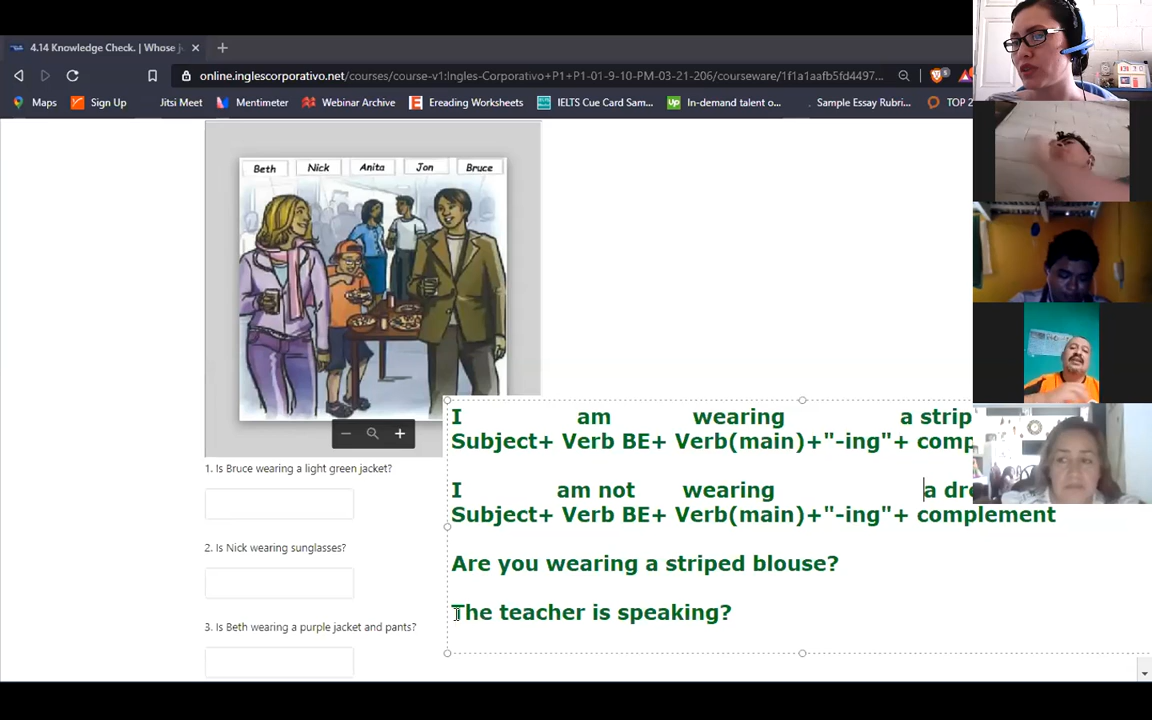 4.14 Knowledge Check. | Whose j
online.inglescorporativo.net/courses/course-v1:Ingles-Corporativo+P1+P1-01-9-10-PM-03-21-206/courseware/1f1a1aafb5fd4497...
Maps Sign Up Jitsi Meet Mentimeter Webinar Archive Ereading Worksheets IELTS Cue Card Sam... up In-demand talent o... Sample Essay Rubri... TOP 2
Beth Nick Anita Jon Bruce
I am wearing a strip
Subject+ Verb BE+ Verb(main)+"-ing"+ comp
I am not wearing a dre
Subject+ Verb BE+ Verb(main)+"-ing"+ complement
Are you wearing a striped blouse?
The teacher is speaking?
1. Is Bruce wearing a light green jacket?
2. Is Nick wearing sunglasses?
3. Is Beth wearing a purple jacket and pants?